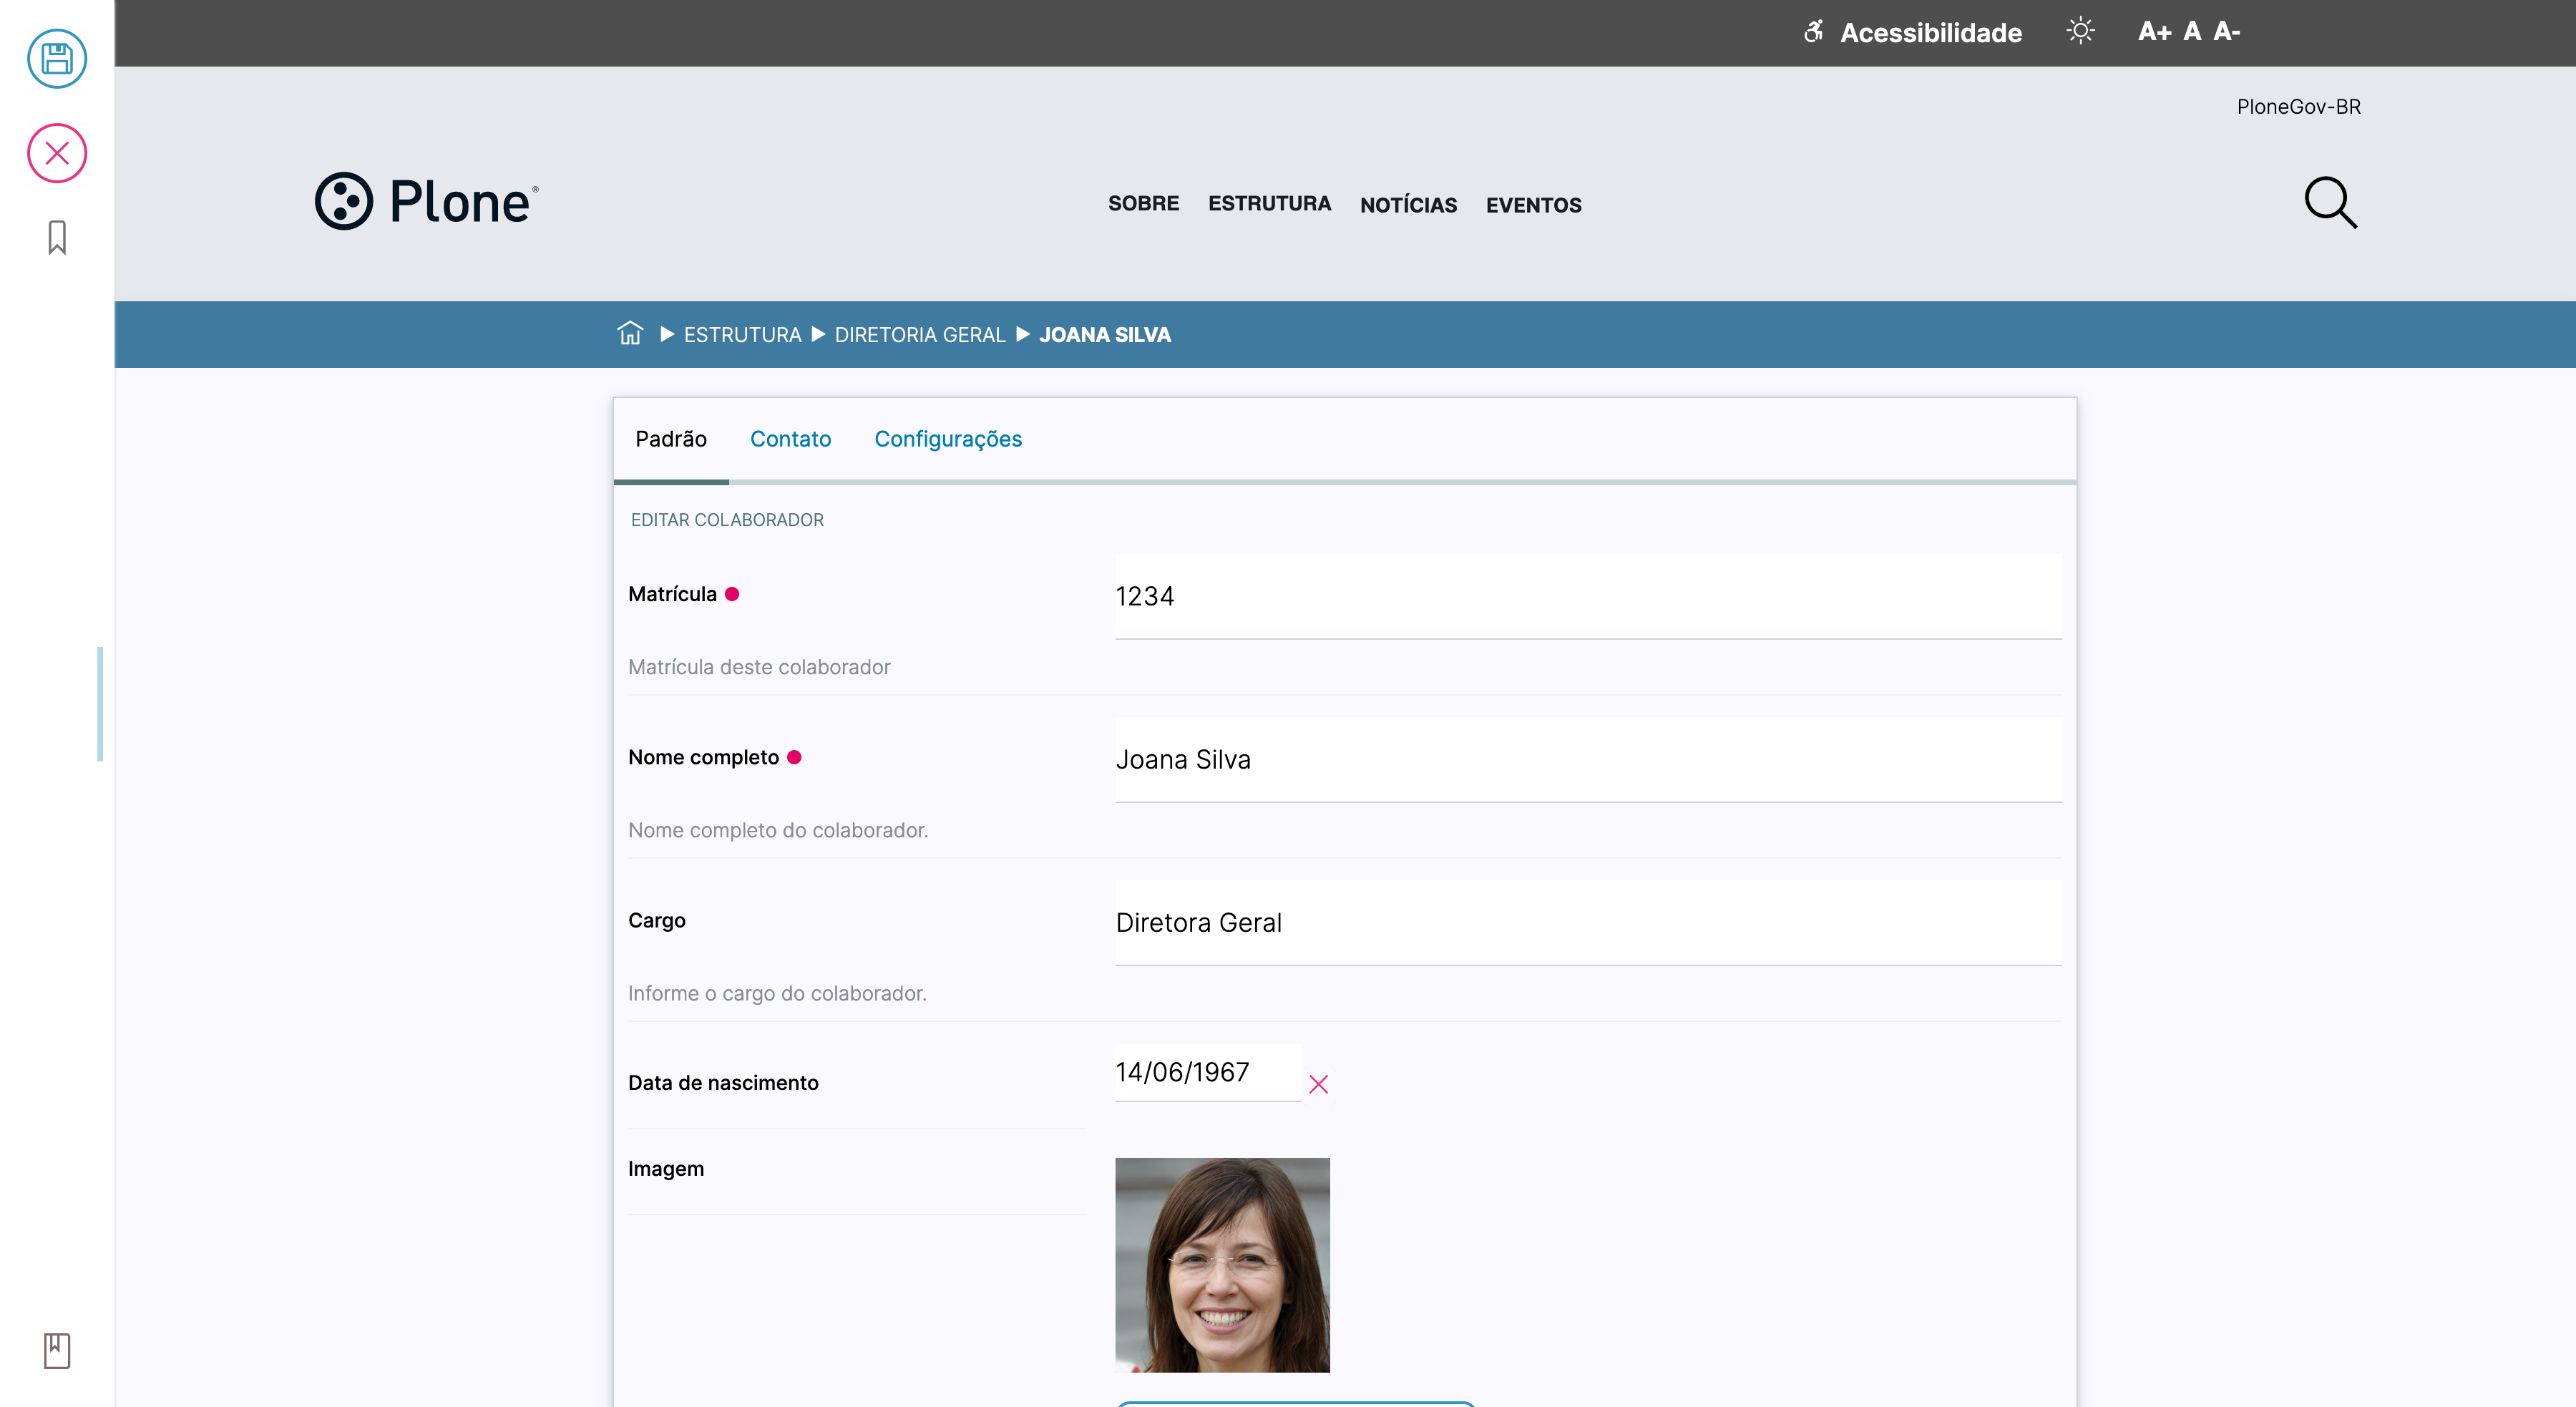 Acessibilidade A+ A A-
PloneGov-BR
Plone®
SOBRE ESTRUTURA NOTÍCIAS EVENTOS
ESTRUTURA DIRETORIA GERAL JOANA SILVA
Padrão Contato Configurações
EDITAR COLABORADOR
Matrícula 1234
Matrícula deste colaborador
Nome completo Joana Silva
Nome completo do colaborador.
Cargo Diretora Geral
Informe o cargo do colaborador.
Data de nascimento 14/06/1967
Imagem